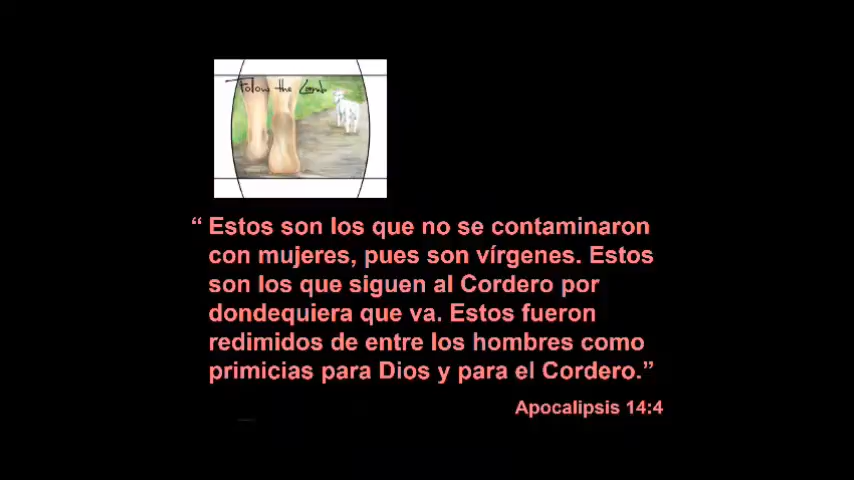 Follow the Lamb
“ Estos son los que no se contaminaron
con mujeres, pues son vírgenes. Estos
son los que siguen al Cordero por
dondequiera que va. Estos fueron
redimidos de entre los hombres como
primicias para Dios y para el Cordero.”
Apocalipsis 14:4